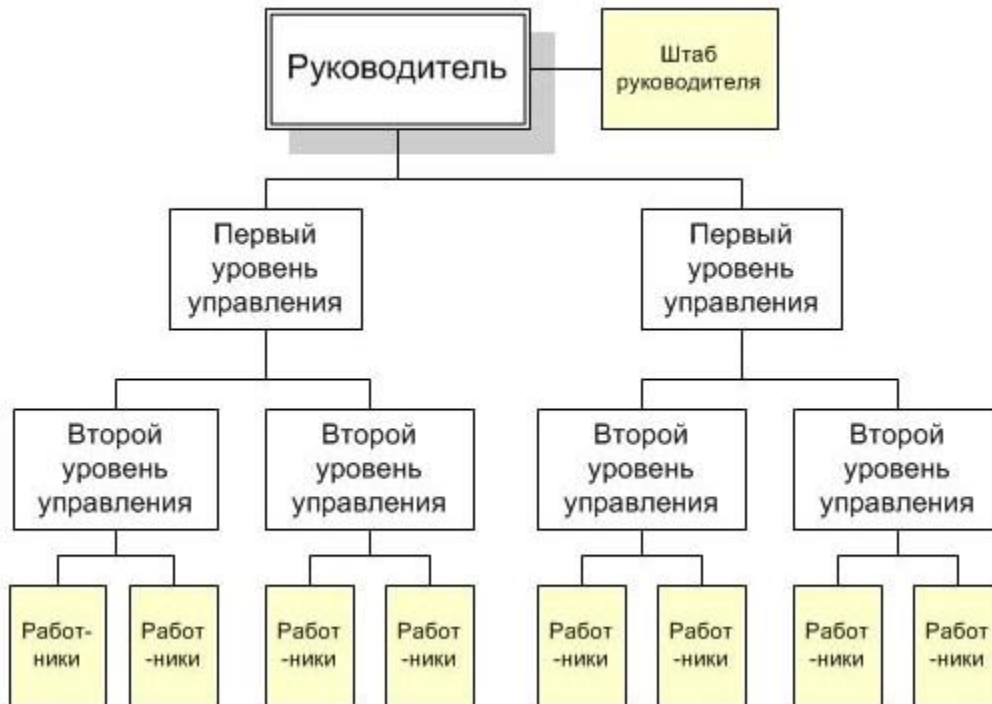 Руководитель
Штаб
руководителя
Первый
уровень
управления
Первый
уровень
управления
Второй
уровень
управления
Второй
уровень
управления
Второй
уровень
управления
Второй
уровень
управления
Работ-
ники
Работ
-ники
Работ
-ники
Работ
-ники
Работ
-ники
Работ
-ники
Работ
-ники
Работ
-ники